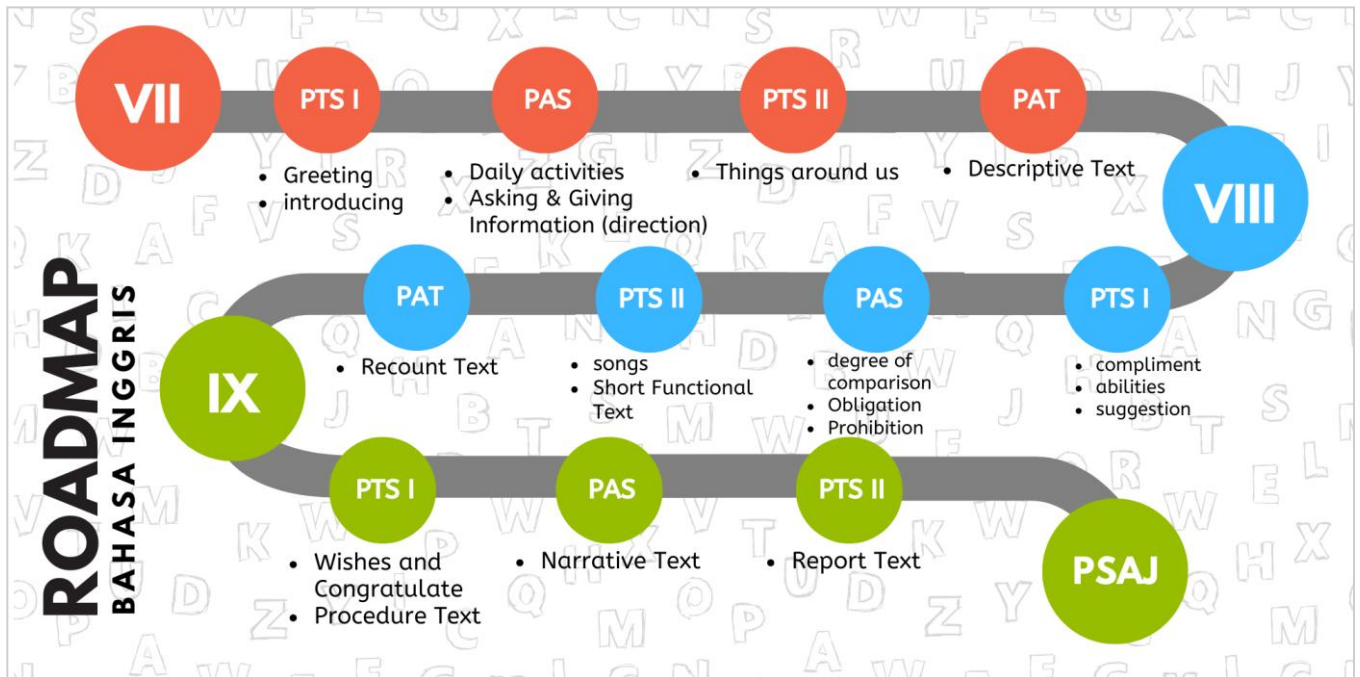 ROADMAP
BAHASA INGGRIS
VII
PTS I
• Greeting
• introducing
PAS
• Daily activities
• Asking & Giving
Information (direction)
PTS II
• Things around us
PAT
• Descriptive Text
VIII
PTS I
• compliment
• abilities
• suggestion
PAS
• degree of
comparison
• Obligation
• Prohibition
PTS II
• songs
• Short Functional
Text
PAT
• Recount Text
IX
PTS I
• Wishes and
Congratulate
• Procedure Text
PAS
• Narrative Text
PTS II
• Report Text
PSAJ